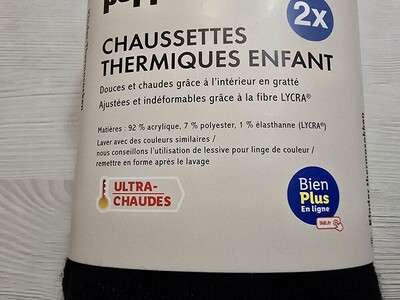 2x
CHAUSSETTES
THERMIQUES ENFANT
Douces et chaudes grâce à l'intérieur en gratté
Ajustées et indéformables grâce à la fibre LYCRA®
Matières : 92 % acrylique, 7 % polyester, 1 % élasthanne (LYCRA®)
Laver avec des couleurs similaires /
nous conseillons l'utilisation de lessive pour linge de couleur /
remettre en forme après le lavage
ULTRA-
CHAUDES
Bien
Plus
En ligne
lidl.fr